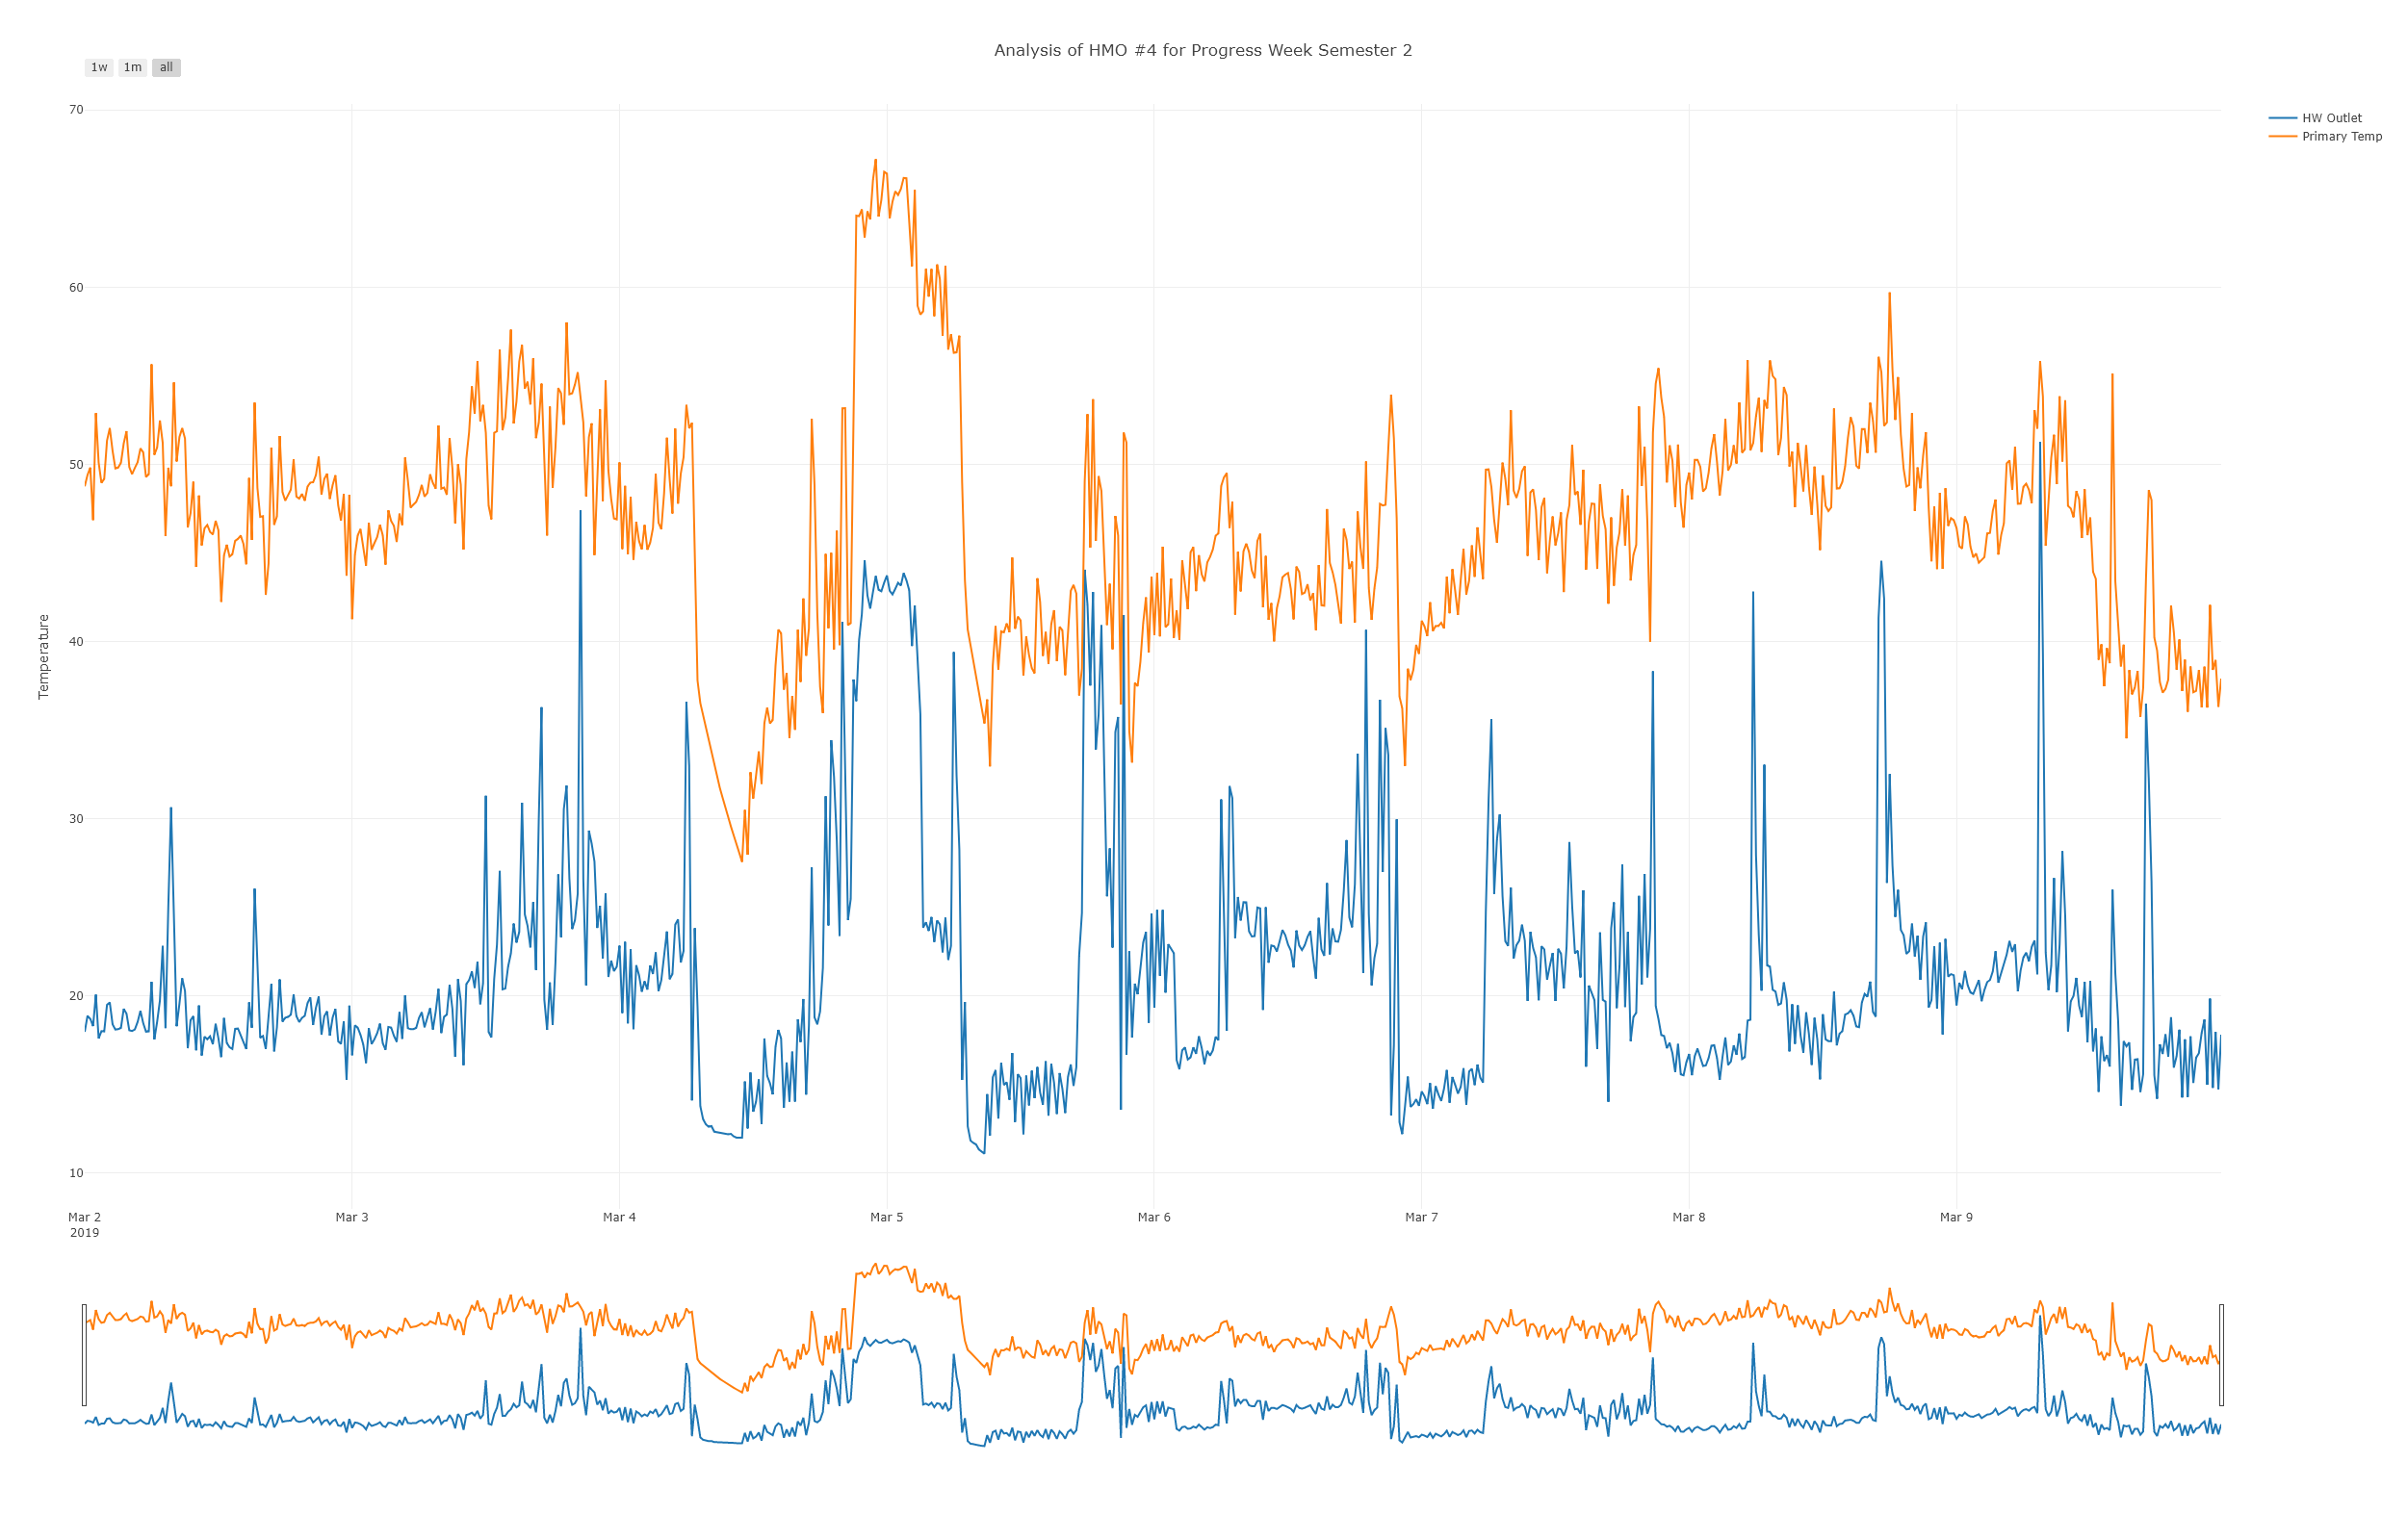 Analysis of HMO #4 for Progress Week Semester 2
1w 1m all
HW Outlet
Primary Temp
Temperature
70
60
50
40
30
20
10
Mar 2 Mar 3 Mar 4 Mar 5 Mar 6 Mar 7 Mar 8 Mar 9
2019